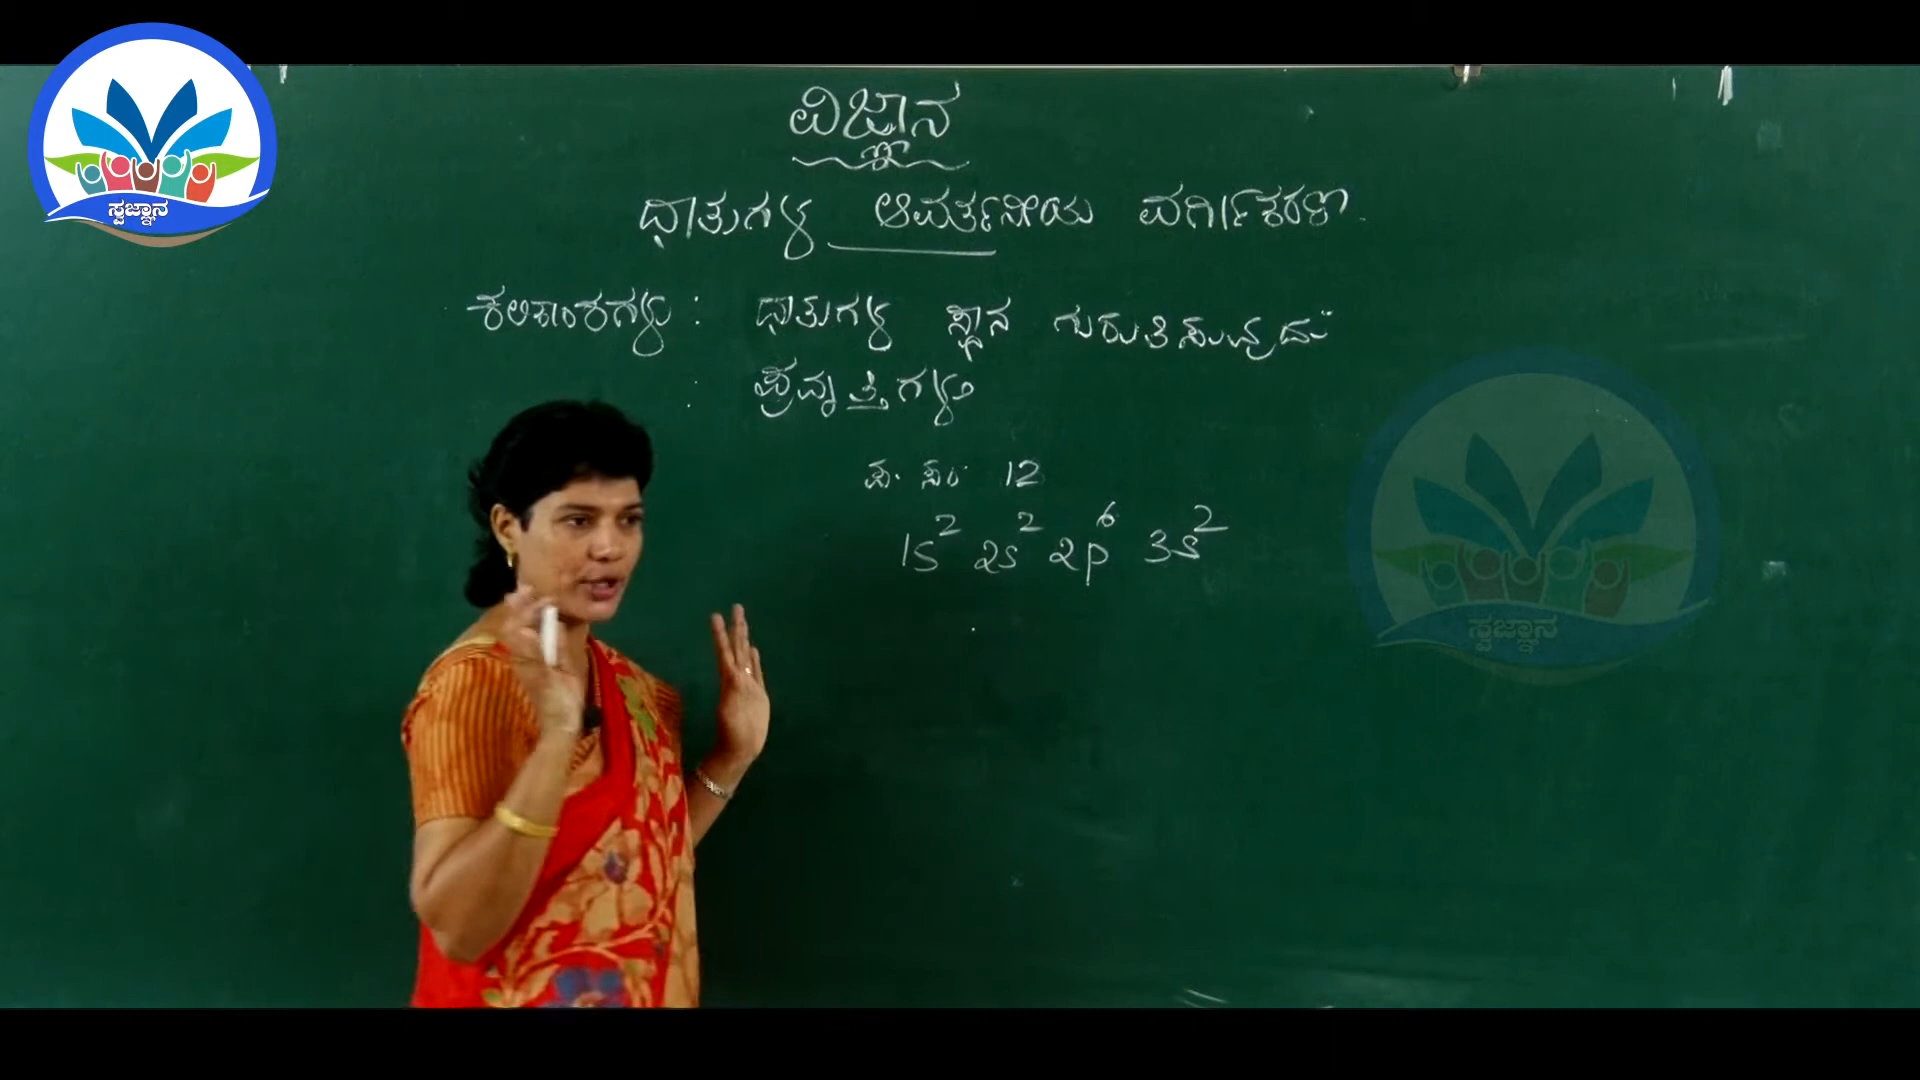 ಸ್ವಜ್ಞಾನ
ವಿಜ್ಞಾನ
ಧಾತುಗಳ ಆವರ್ತನೀಯ ವರ್ಗೀಕರಣ.
ಕಲಿಕಾಂಶಗಳು : ಧಾತುಗಳ ಸ್ಥಾನ ಗುರುತಿಸುವುದು
: ಪ್ರವೃತ್ತಿಗಳು
ಪ. ಸಂ. 12
1s² 2s² 2p⁶ 3s²
ಸ್ವಜ್ಞಾನ